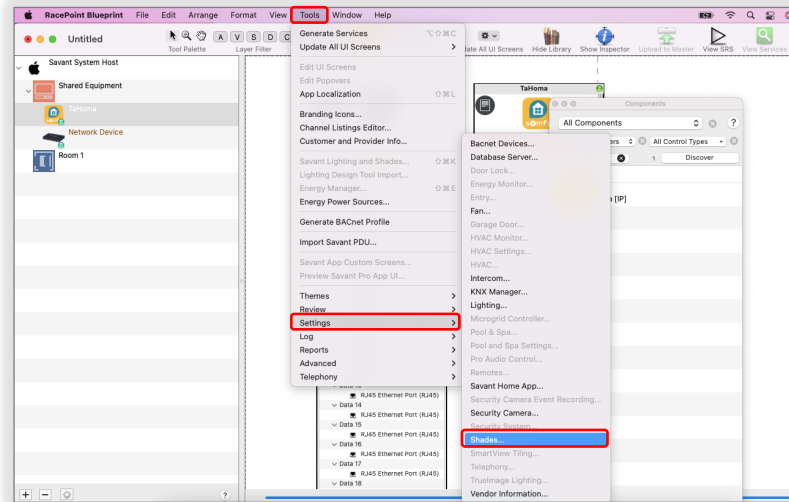 RacePoint Blueprint File Edit Arrange Format View Tools Window Help
Untitled
Tool Palette
A V S D C
Layer Filter
Update All UI Screens
Hide Library
Show Inspector
Upload to Master
View SRS
View Services
Savant System Host
Shared Equipment
TaHoma
Network Device
Room 1
Generate Services ⌥⇧⌘C
Update All UI Screens >
Edit UI Screens
Edit Popovers
App Localization ⇧⌘L
Branding Icons...
Channel Listings Editor...
Customer and Provider Info...
Savant Lighting and Shades... ⇧⌘K
Lighting Design Tool Import...
Energy Manager... ⇧⌘E
Energy Power Sources...
Generate BACnet Profile
Import Savant PDU...
Savant App Custom Screens...
Preview Savant Pro App UI...
Themes >
Review >
Settings >
Log >
Reports >
Advanced >
Telephony >
Bacnet Devices...
Database Server...
Door Lock...
Energy Monitor...
Entry...
Fan...
Garage Door...
HVAC Monitor...
HVAC Settings...
HVAC...
Intercom...
KNX Manager...
Lighting...
Microgrid Controller...
Pool & Spa...
Pool and Spa Settings...
Pro Audio Control...
Remotes...
Savant Home App...
Security Camera Event Recording...
Security Camera...
Security System...
Shades...
SmartView Tiling...
Telephony...
TrueImage Lighting...
Vendor Information...
TaHoma
somfy
Components
All Components
?
All Control Types
1 Discover
[IP]
RJ45 Ethernet Port (RJ45)
Data 14
RJ45 Ethernet Port (RJ45)
Data 15
RJ45 Ethernet Port (RJ45)
Data 16
RJ45 Ethernet Port (RJ45)
Data 17
RJ45 Ethernet Port (RJ45)
Data 18
+ − ?